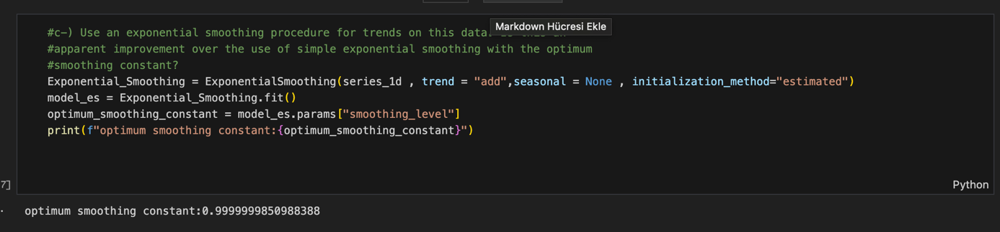 #c-) Use an exponential smoothing procedure for trends on this data.
Markdown Hücresi Ekle
#apparent improvement over the use of simple exponential smoothing with the optimum
#smoothing constant?
Exponential_Smoothing = ExponentialSmoothing(series_1d , trend = "add",seasonal = None , initialization_method="estimated")
model_es = Exponential_Smoothing.fit()
optimum_smoothing_constant = model_es.params["smoothing_level"]
print(f"optimum smoothing constant:{optimum_smoothing_constant}")
7]
Python
optimum smoothing constant:0.9999999850988388